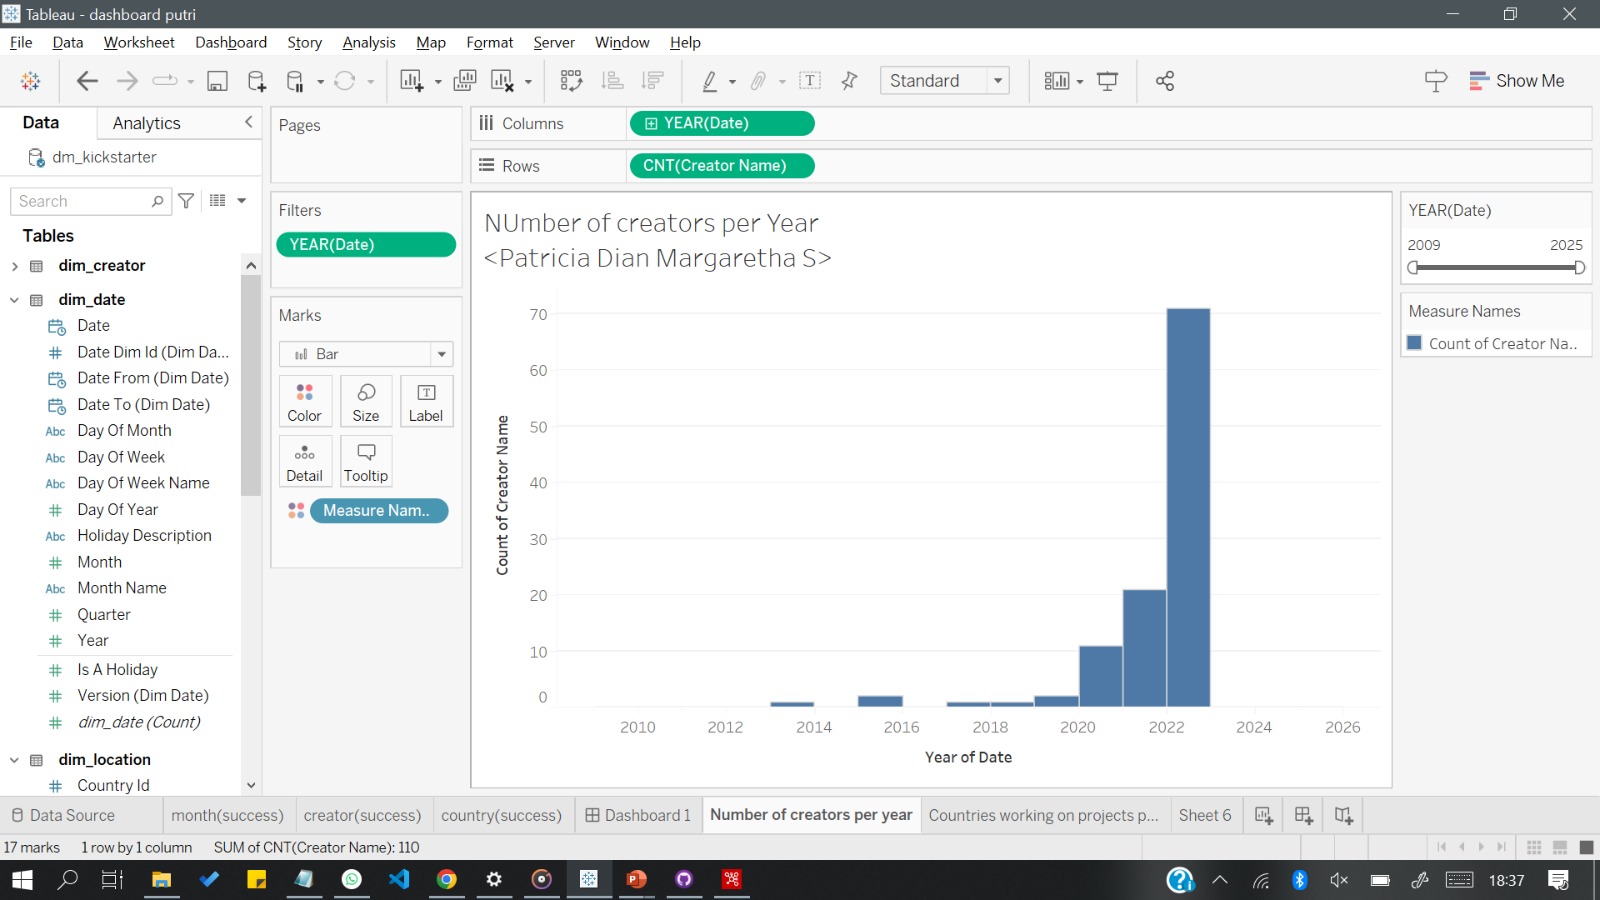 Tableau - dashboard putri
File Data Worksheet Dashboard Story Analysis Map Format Server Window Help
Standard
Show Me
Data Analytics
dm_kickstarter
Search
Tables
dim_creator
dim_date
Date
Date Dim Id (Dim Da...
Date From (Dim Date)
Date To (Dim Date)
Abc Day Of Month
Abc Day Of Week
Abc Day Of Week Name
Day Of Year
Abc Holiday Description
Month
Abc Month Name
Quarter
Year
Is A Holiday
Version (Dim Date)
dim_date (Count)
dim_location
Country Id
Pages
Filters
YEAR(Date)
Marks
Bar
Color Size Label
Detail Tooltip
Measure Nam..
Columns YEAR(Date)
Rows CNT(Creator Name)
NUmber of creators per Year
<Patricia Dian Margaretha S>
Count of Creator Name
70
60
50
40
30
20
10
0
2010 2012 2014 2016 2018 2020 2022 2024 2026
Year of Date
YEAR(Date)
2009 2025
Measure Names
Count of Creator Na..
Data Source month(success) creator(success) country(success) Dashboard 1 Number of creators per year Countries working on projects p... Sheet 6
17 marks 1 row by 1 column SUM of CNT(Creator Name): 110
18:37